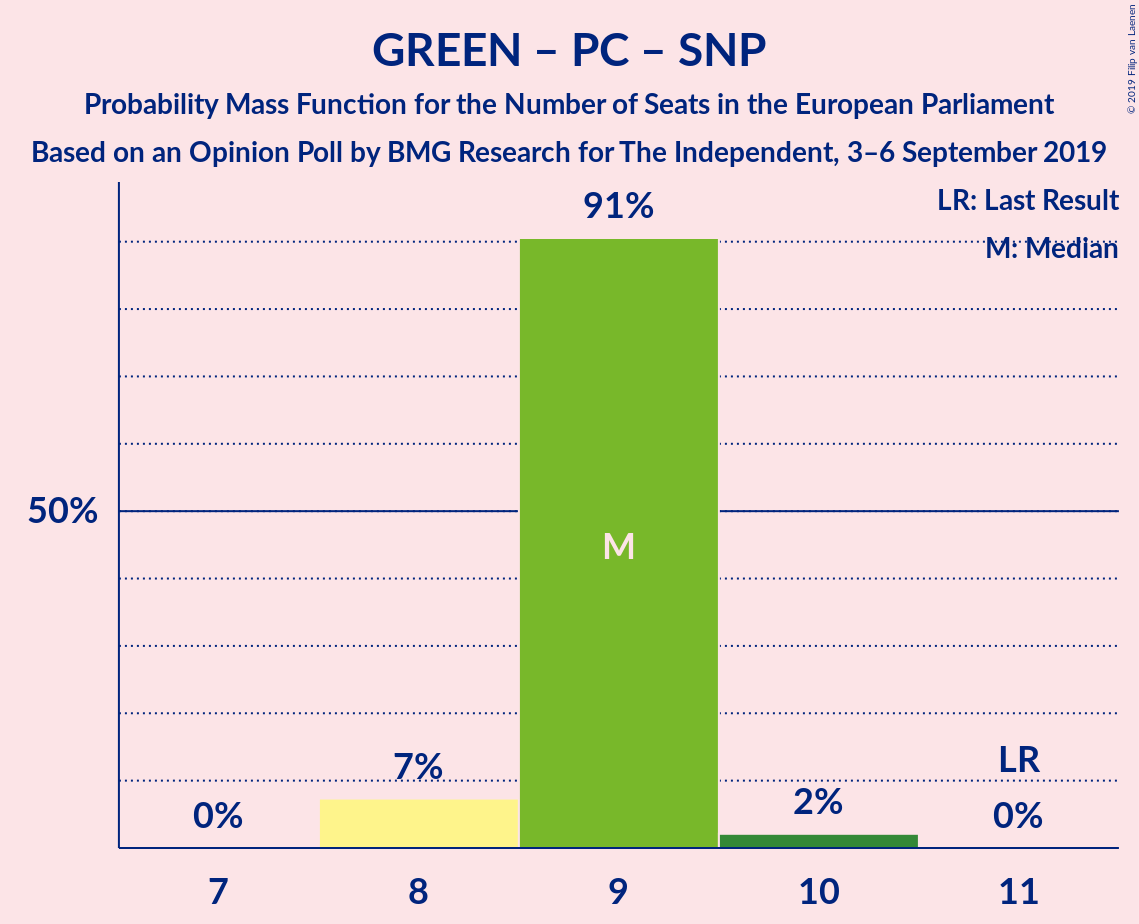 GREEN – PC – SNP
Probability Mass Function for the Number of Seats in the European Parliament
Based on an Opinion Poll by BMG Research for The Independent, 3–6 September 2019
© 2019 Filip van Laenen
LR: Last Result
M: Median
91%
50%
M
7%
LR
0%
2%
0%
7
8
9
10
11